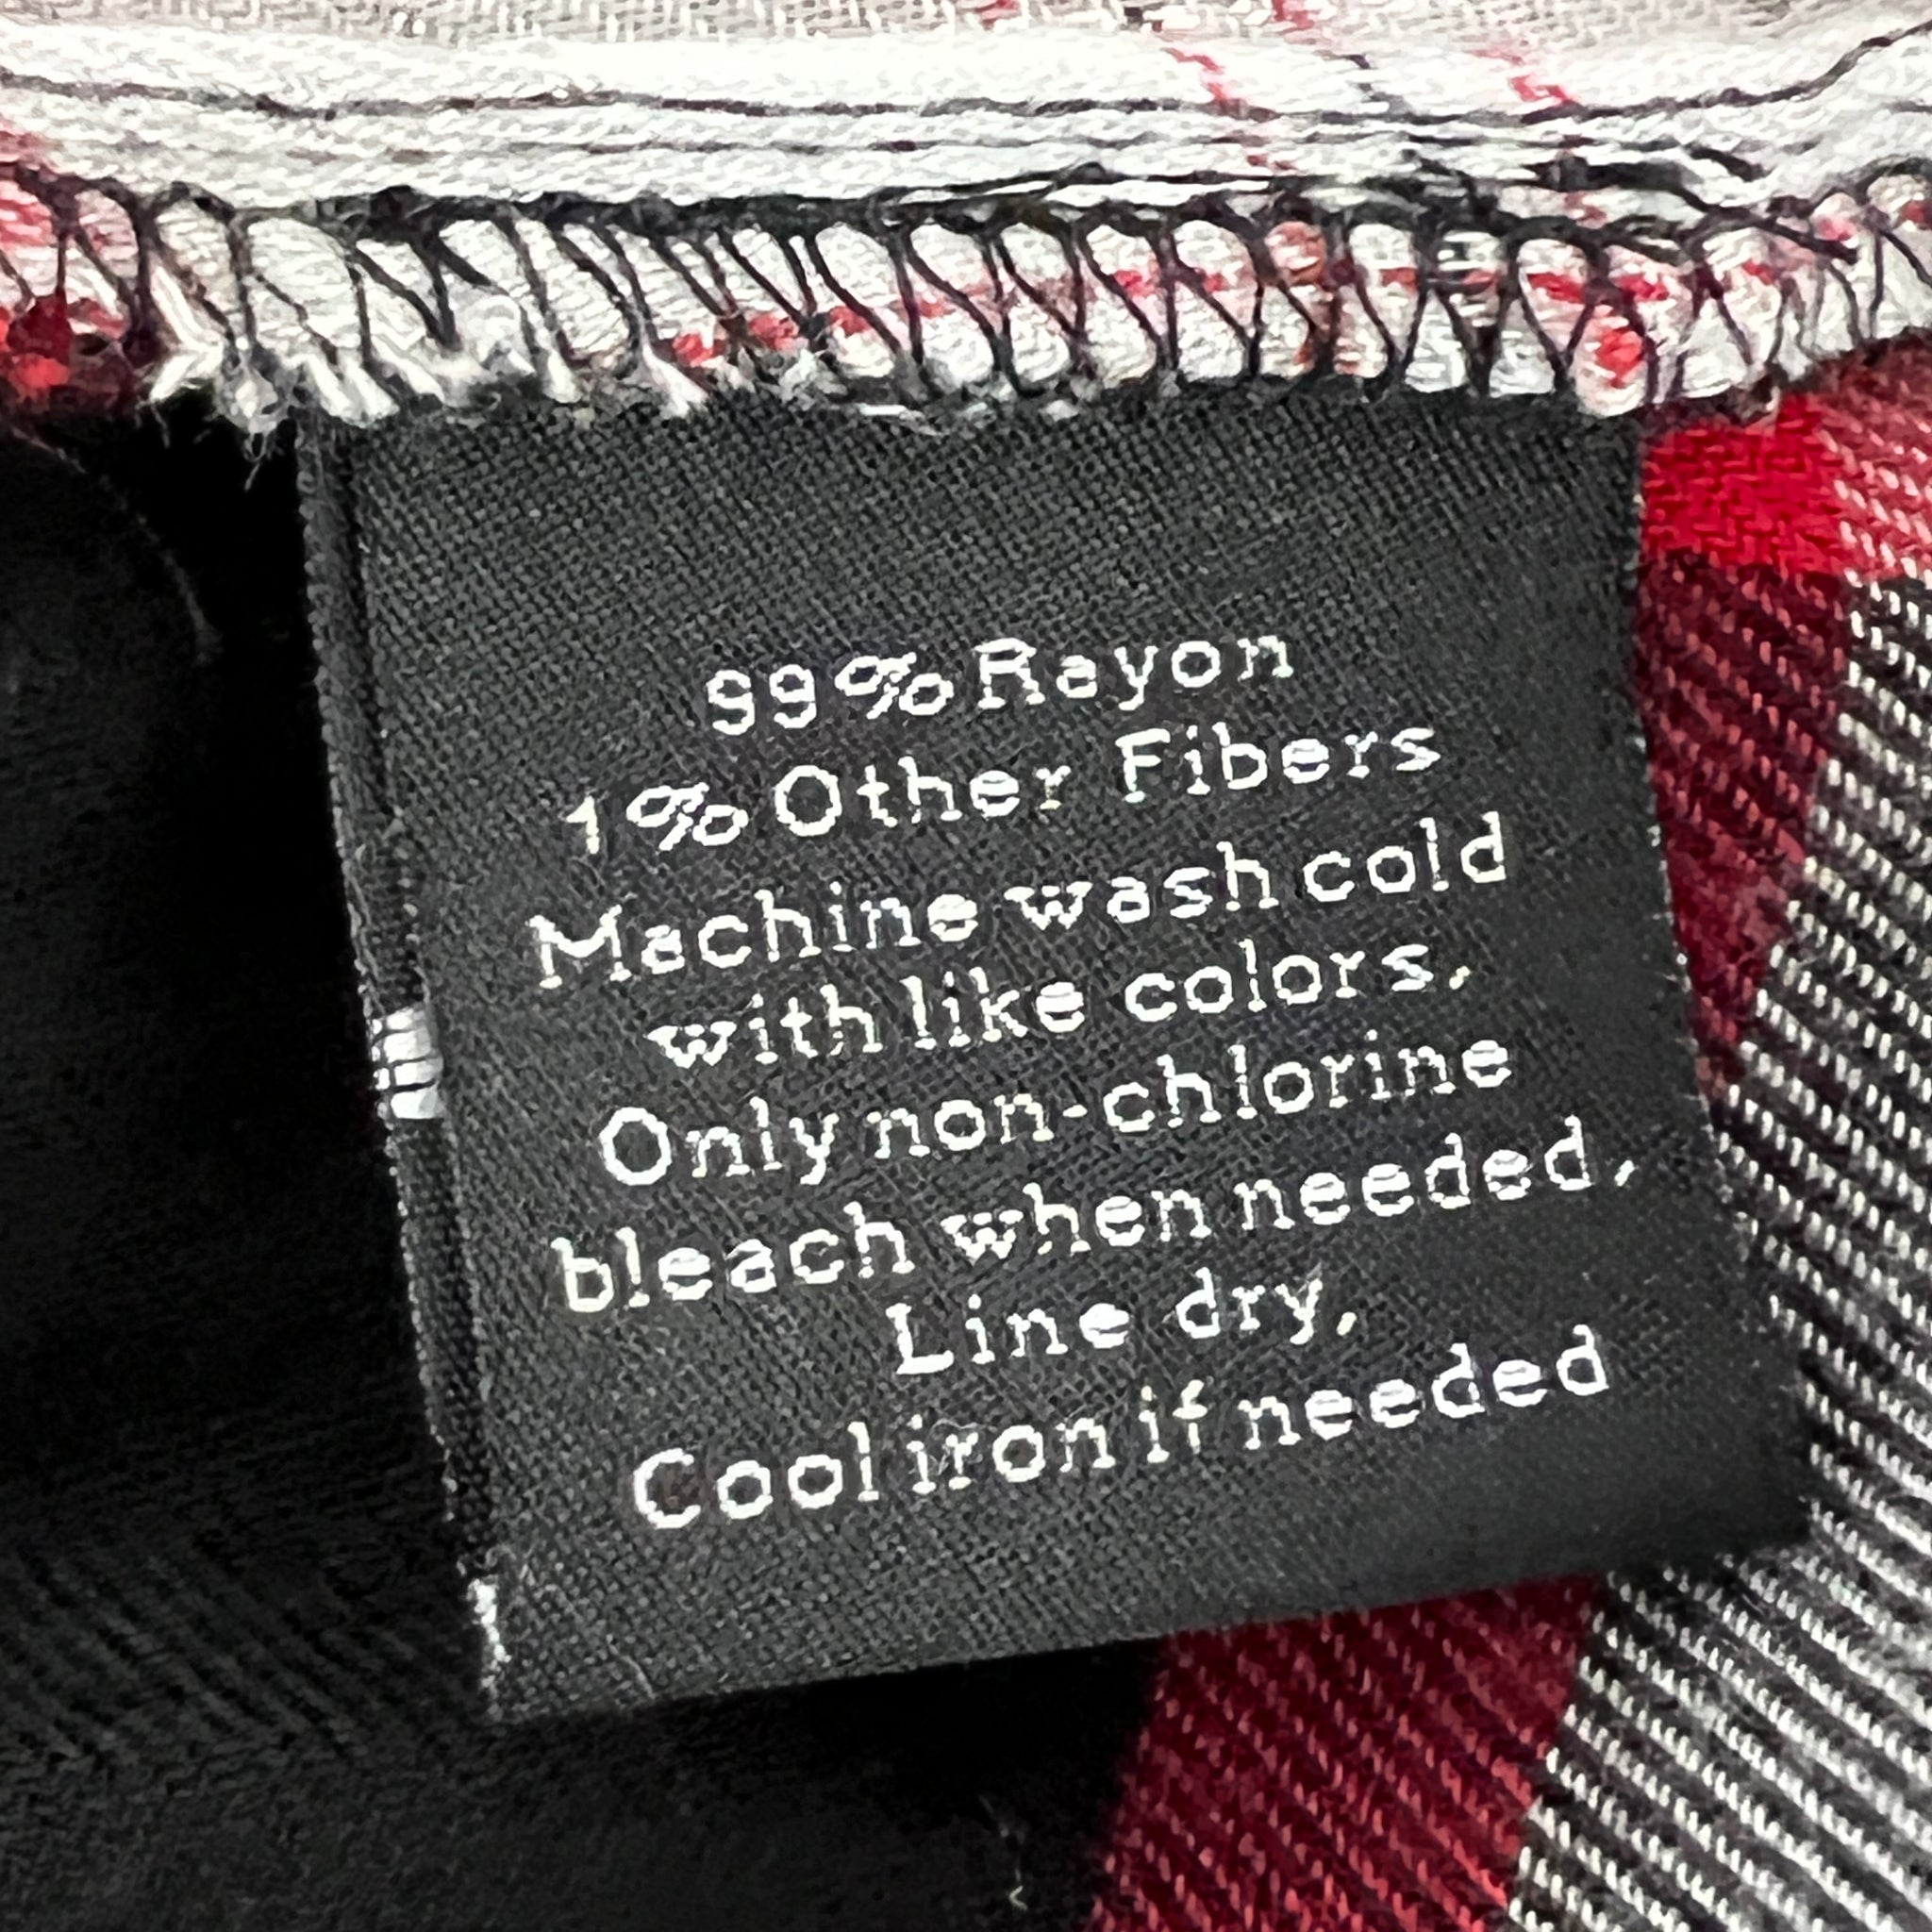 99% Rayon
1% Other Fibers
Machine wash cold
with like colors,
Only non-chlorine
bleach when needed,
Line dry,
Cool iron if needed